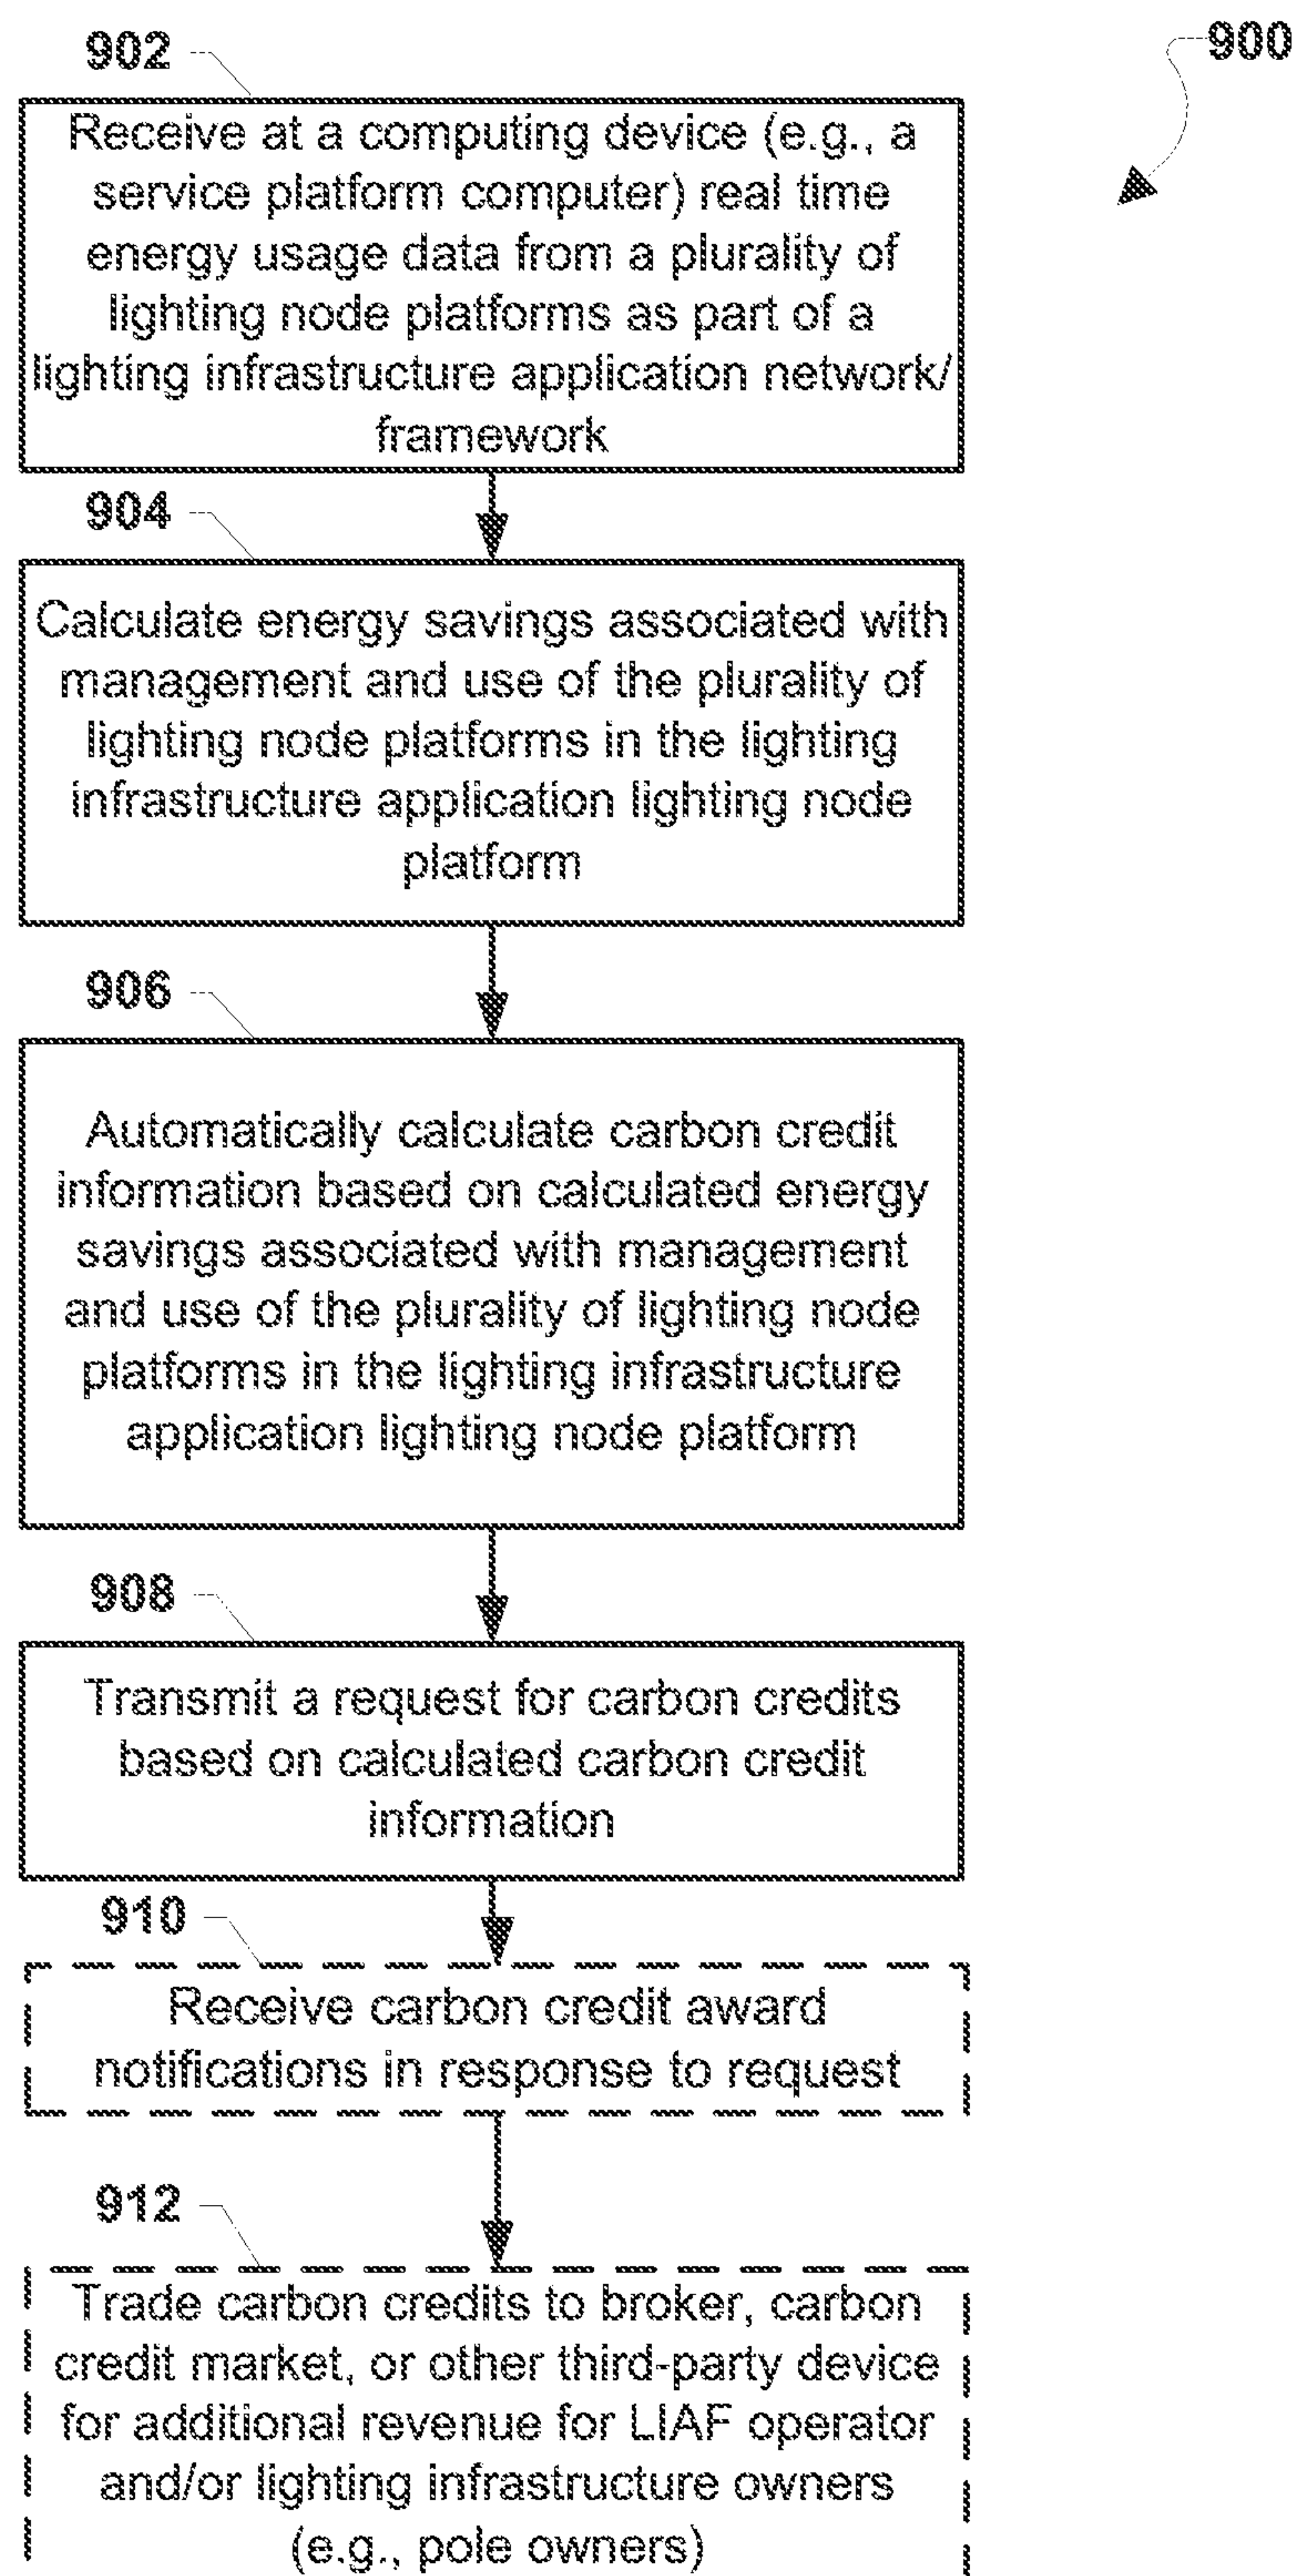 902
900
Receive at a computing device (e.g., a
service platform computer) real time
energy usage data from a plurality of
lighting node platforms as part of a
lighting infrastructure application network/
framework
904
Calculate energy savings associated with
management and use of the plurality of
lighting node platforms in the lighting
infrastructure application lighting node
platform
906
Automatically calculate carbon credit
information based on calculated energy
savings associated with management
and use of the plurality of lighting node
platforms in the lighting infrastructure
application lighting node platform
908
Transmit a request for carbon credits
based on calculated carbon credit
information
910
Receive carbon credit award
notifications in response to request
912
Trade carbon credits to broker, carbon
credit market, or other third-party device
for additional revenue for LIAF operator
and/or lighting infrastructure owners
(e.g., pole owners)